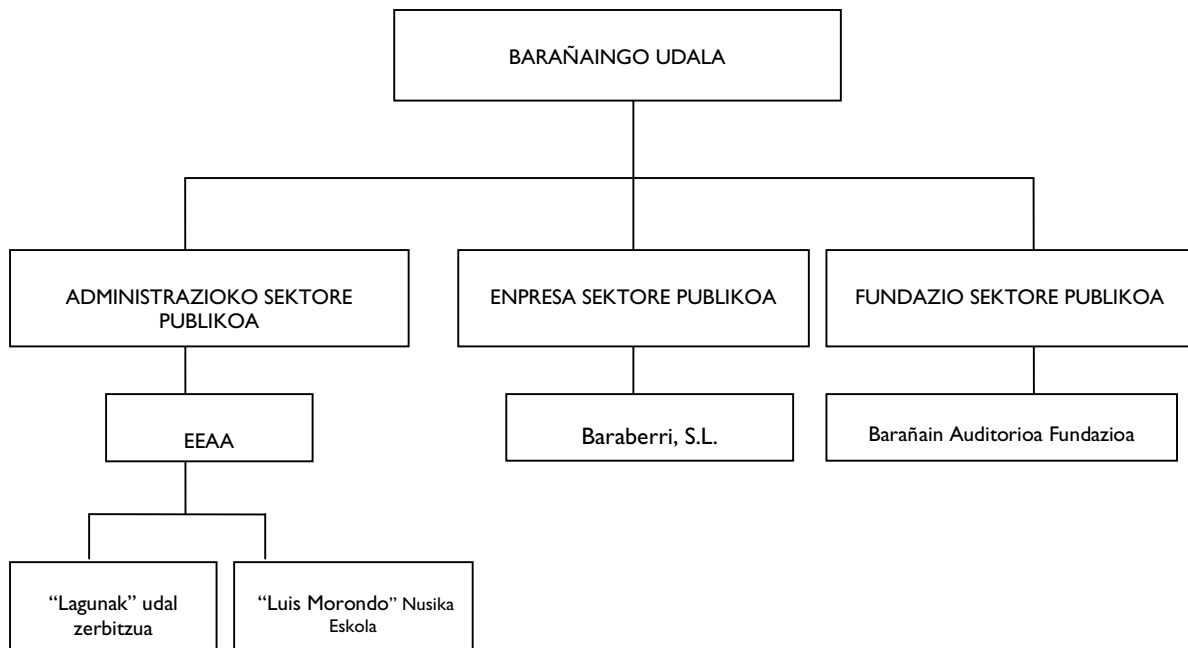 BARAÑAINGO UDALA
ADMINISTRAZIOKO SEKTORE
PUBLIKOA
ENPRESA SEKTORE PUBLIKOA
FUNDAZIO SEKTORE PUBLIKOA
EEAA
Baraberri, S.L.
Barañain Auditorioa Fundazioa
“Lagunak” udal
zerbitzua
“Luis Morondo” Nusika
Eskola